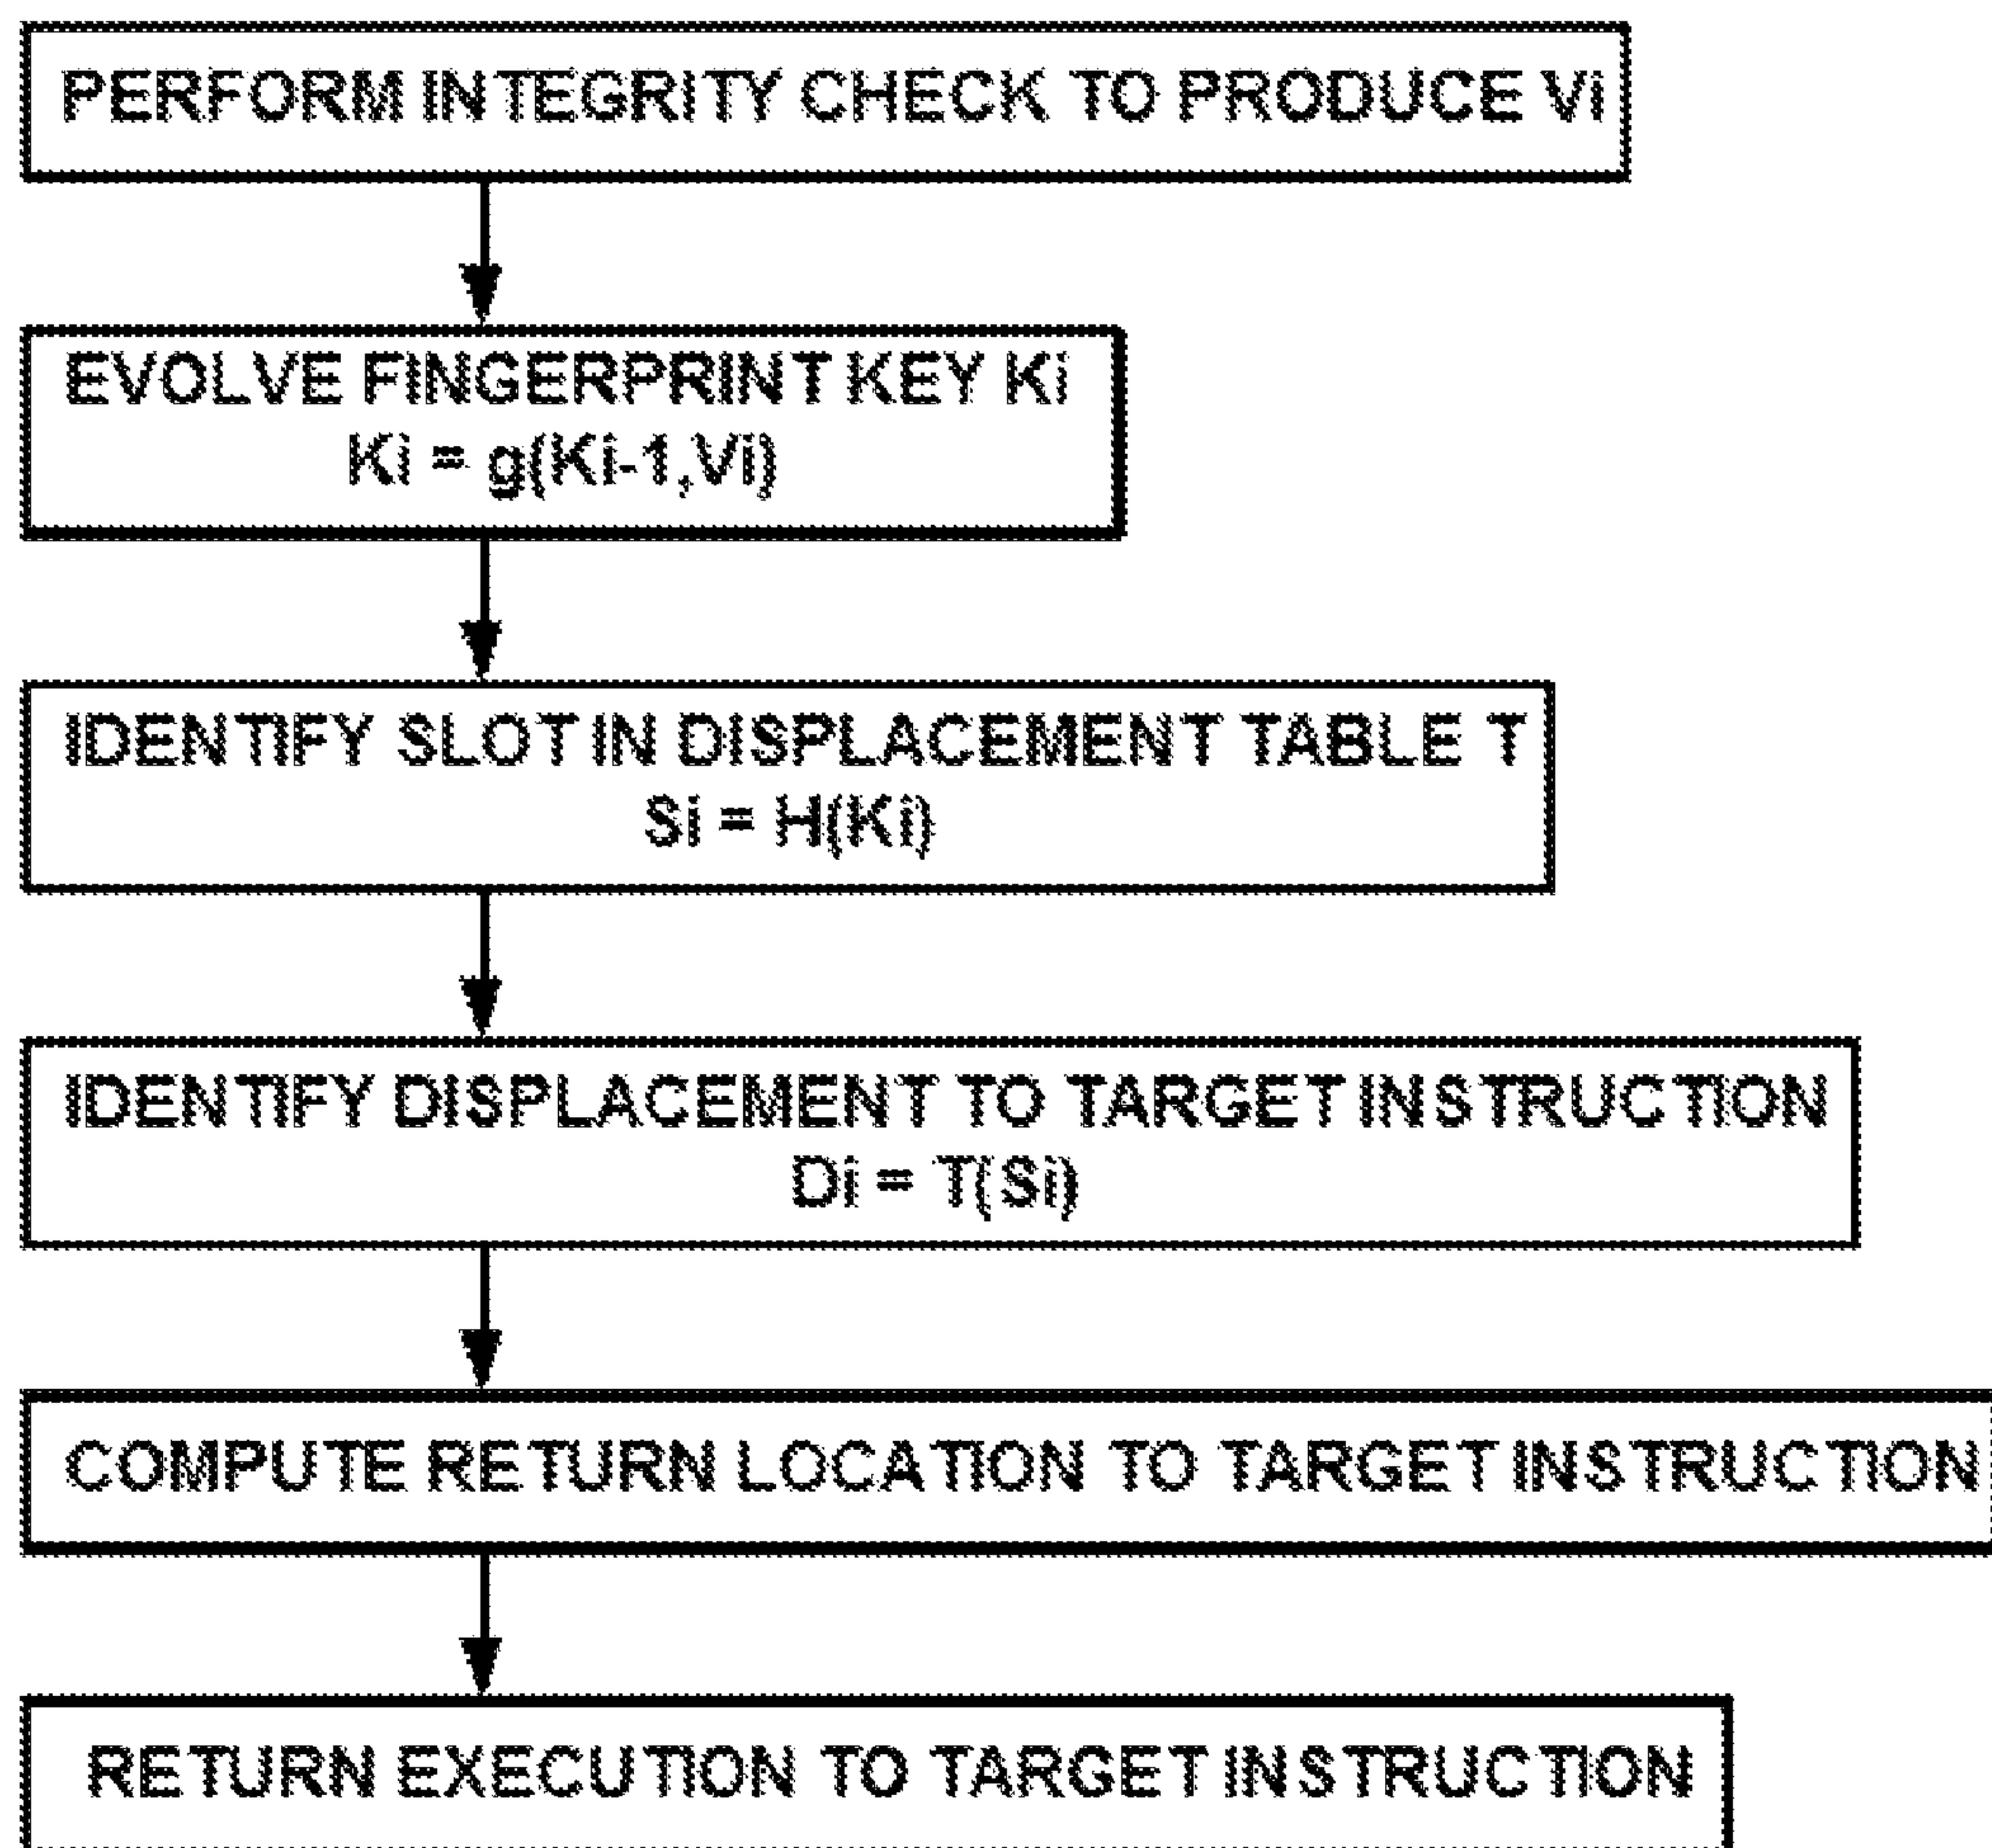 PERFORM INTEGRITY CHECK TO PRODUCE Vi
EVOLVE FINGERPRINT KEY Ki
Ki = g(Ki-1,Vi)
IDENTIFY SLOT IN DISPLACEMENT TABLE T
Si = H(Ki)
IDENTIFY DISPLACEMENT TO TARGET INSTRUCTION
Di = T(Si)
COMPUTE RETURN LOCATION TO TARGET INSTRUCTION
RETURN EXECUTION TO TARGET INSTRUCTION